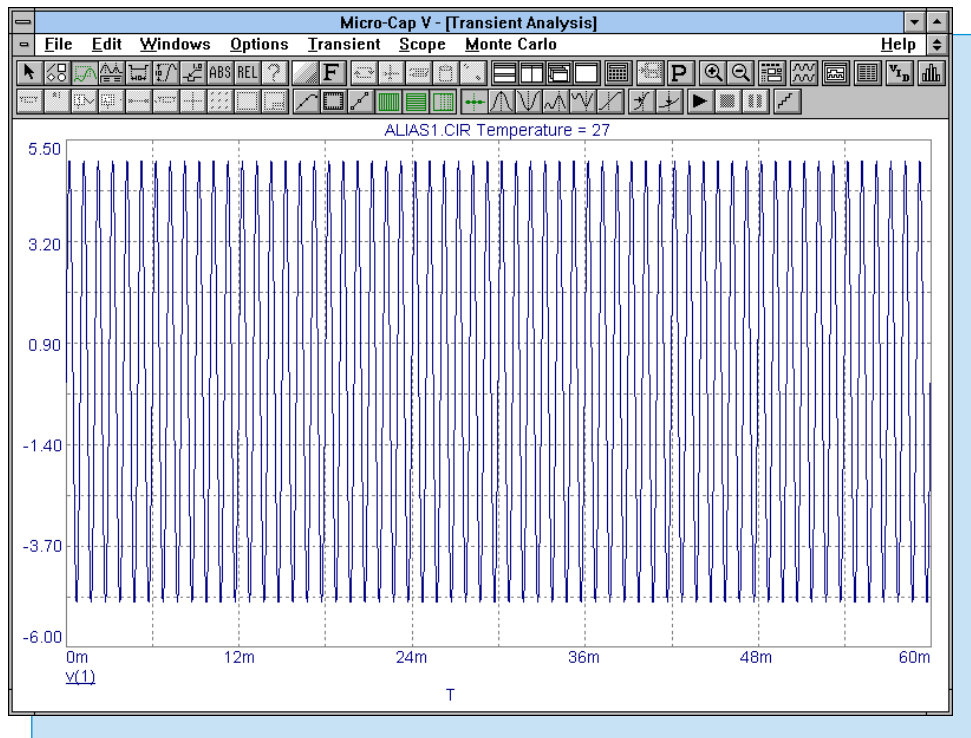 Micro-Cap V - [Transient Analysis]
File Edit Windows Options Transient Scope Monte Carlo Help
ABS REL ? F P
ALIAS1.CIR Temperature = 27
5.50
3.20
0.90
-1.40
-3.70
-6.00
0m 12m 24m 36m 48m 60m
v(1)
T